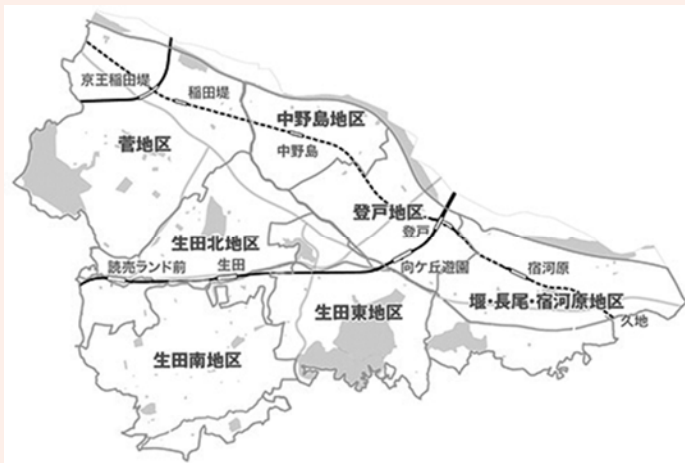 京王稲田堤
稲田堤
中野島地区
中野島
菅地区
登戸地区
登戸
生田北地区
読売ランド前
生田
向ケ丘遊園
宿河原
生田東地区
堰・長尾・宿河原地区
久地
生田南地区